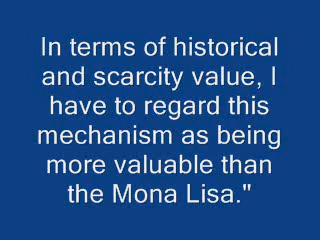 In terms of historical
and scarcity value, I
have to regard this
mechanism as being
more valuable than
the Mona Lisa."